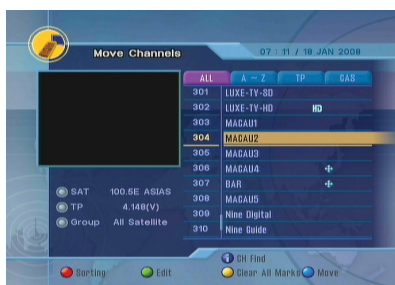 Move Channels
07 : 11 / 18 JAN 2008
ALL A ~ Z TP CAS
301 LUXE-TV-SD
302 LUXE-TV-HD HD
303 MACAU1
304 MACAU2
305 MACAU3
306 MACAU4
307 BAR
308 MACAU5
309 Nine Digital
310 Nine Guide
SAT 100.5E ASIAS
TP 4.148(V)
Group All Satellite
CH Find
Sorting Edit Clear All Marks Move